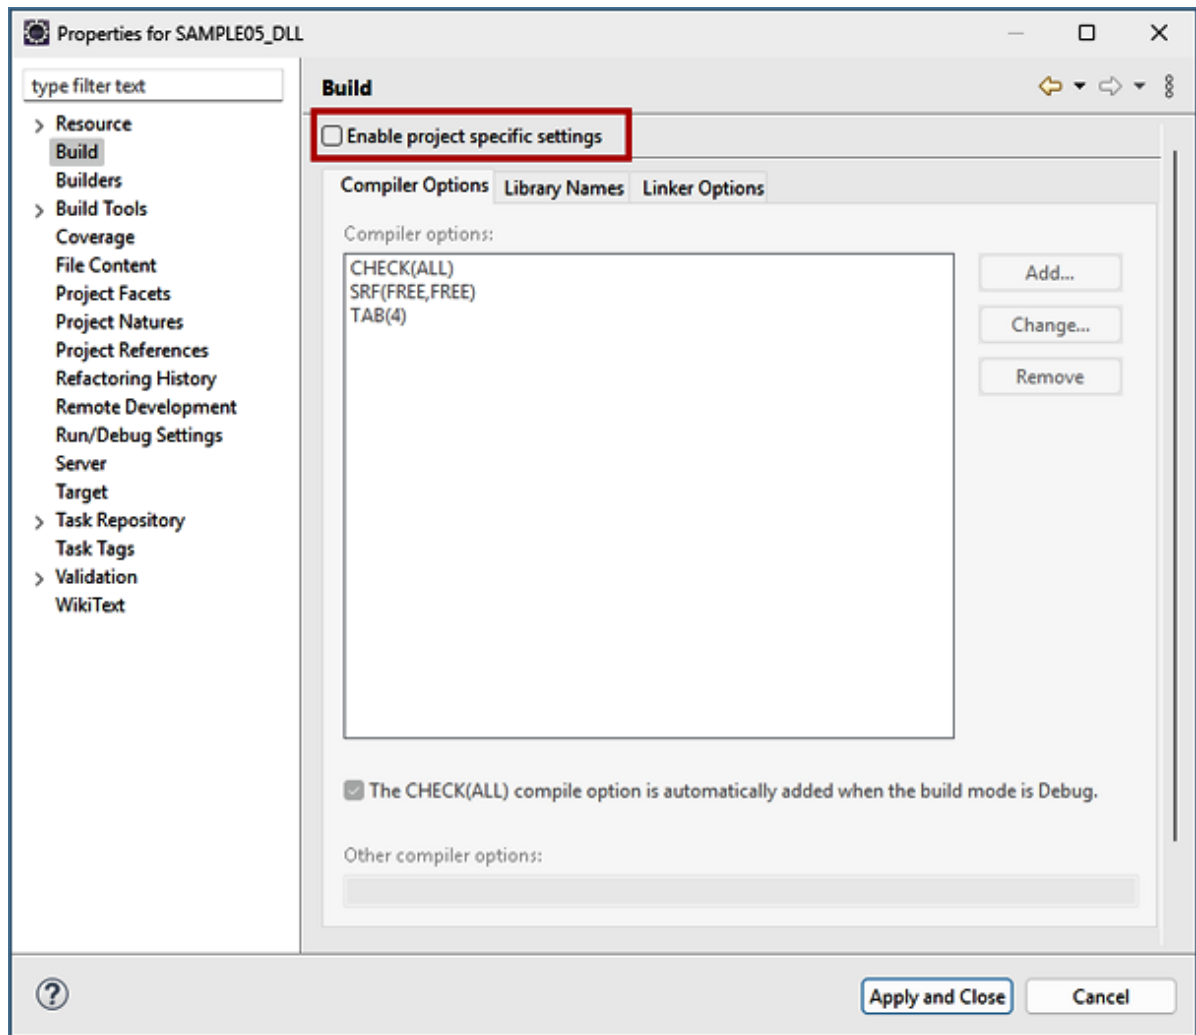 Properties for SAMPLE05_DLL
type filter text
Resource
Build
Builders
Build Tools
Coverage
File Content
Project Facets
Project Natures
Project References
Refactoring History
Remote Development
Run/Debug Settings
Server
Target
Task Repository
Task Tags
Validation
WikiText
Build
Enable project specific settings
Compiler Options Library Names Linker Options
Compiler options:
CHECK(ALL)
SRF(FREE,FREE)
TAB(4)
Add...
Change...
Remove
The CHECK(ALL) compile option is automatically added when the build mode is Debug.
Other compiler options:
Apply and Close Cancel